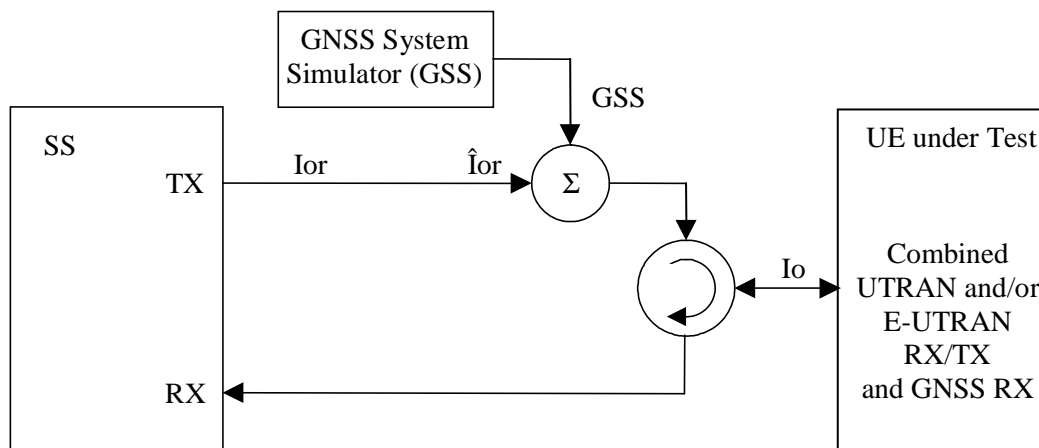 GNSS System
Simulator (GSS)
GSS
SS
TX
Ior
Îor
Σ
UE under Test
Io
Combined
UTRAN and/or
E-UTRAN
RX/TX
and GNSS RX
RX